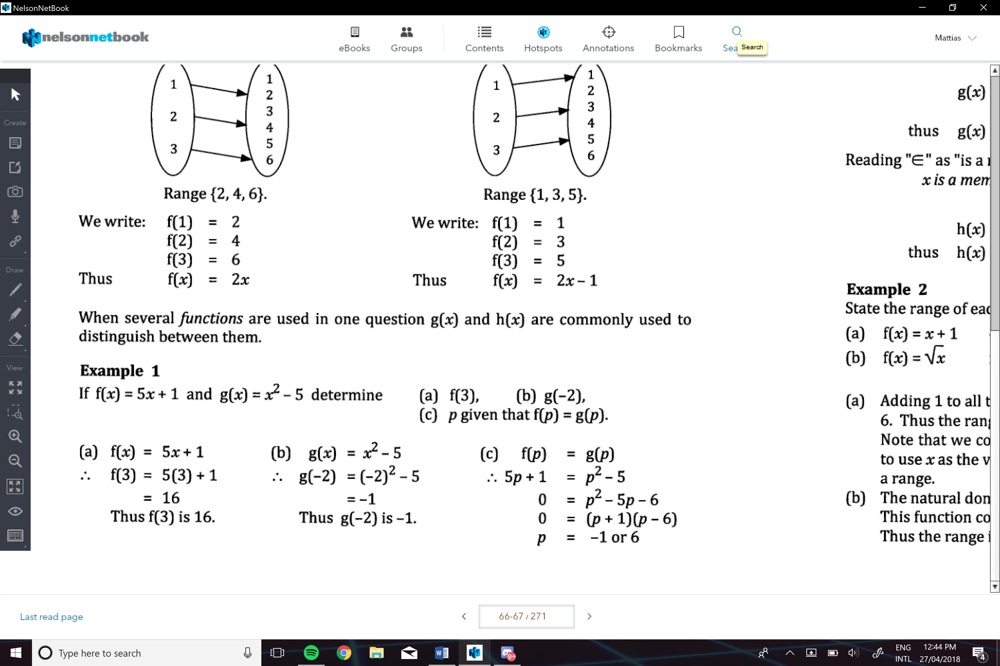 NelsonNetBook
nelsonnetbook
eBooks
Groups
Contents
Hotspots
Annotations
Bookmarks
Sea
Search
Mattias
Create
Draw
View
1
2
3
1
2
3
4
5
6
Range {2, 4, 6}.
We write: f(1) = 2
f(2) = 4
f(3) = 6
Thus f(x) = 2x
1
2
3
1
2
3
4
5
6
Range {1, 3, 5}.
We write: f(1) = 1
f(2) = 3
f(3) = 5
Thus f(x) = 2x – 1
When several functions are used in one question g(x) and h(x) are commonly used to
distinguish between them.
Example 1
If f(x) = 5x + 1 and g(x) = x² – 5 determine (a) f(3), (b) g(–2),
(c) p given that f(p) = g(p).
(a) f(x) = 5x + 1
∴ f(3) = 5(3) + 1
= 16
Thus f(3) is 16.
(b) g(x) = x² – 5
∴ g(–2) = (–2)² – 5
= –1
Thus g(–2) is –1.
(c) f(p) = g(p)
∴ 5p + 1 = p² – 5
0 = p² – 5p – 6
0 = (p + 1)(p – 6)
p = –1 or 6
g(x)
thus g(x)
Reading "∈" as "is a
x is a mem
h(x)
thus h(x)
Example 2
State the range of eac
(a) f(x) = x + 1
(b) f(x) = √x
(a) Adding 1 to all t
6. Thus the rang
Note that we co
to use x as the v
a range.
(b) The natural dom
This function co
Thus the range i
Last read page
66-67 / 271
Type here to search
9+
ENG
INTL
12:44 PM
27/04/2018
4